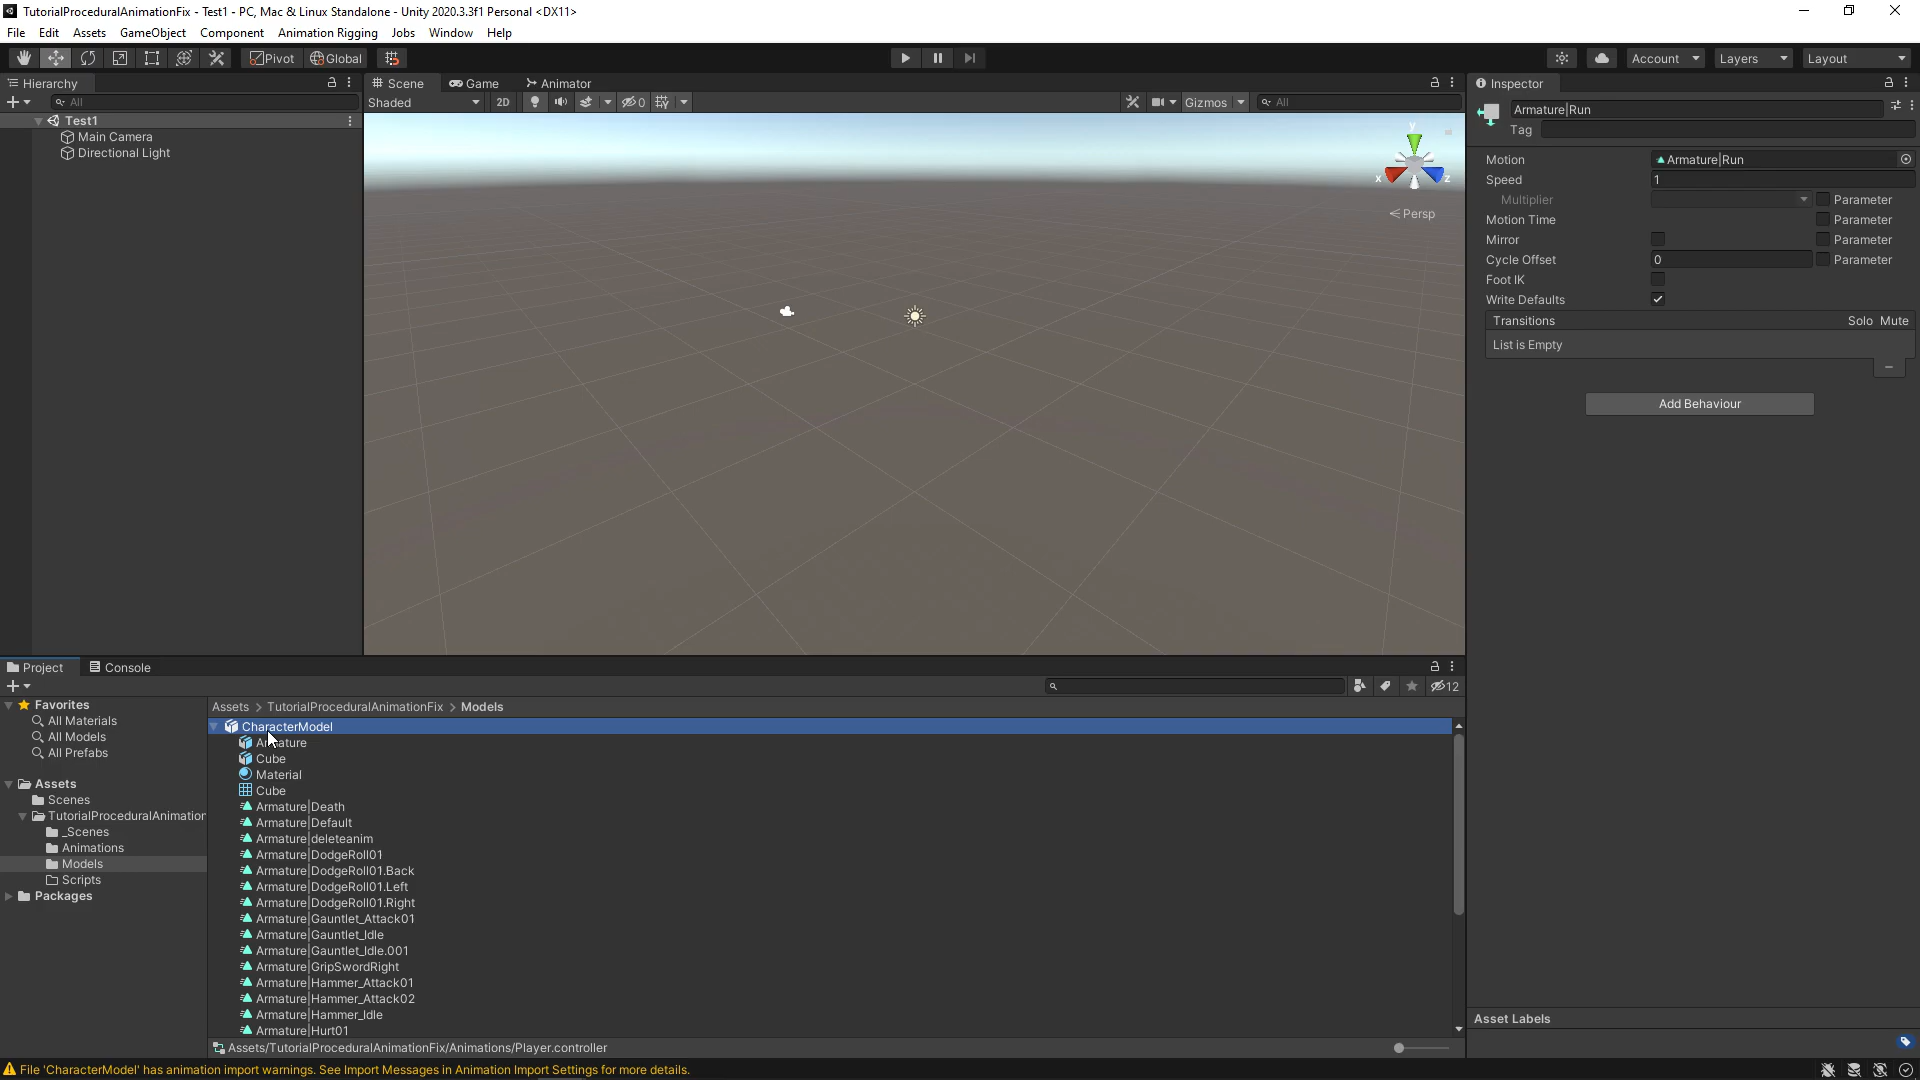 TutorialProceduralAnimationFix - Test1 - PC, Mac & Linux Standalone - Unity 2020.3.3f1 Personal <DX11>
File Edit Assets GameObject Component Animation Rigging Jobs Window Help
Pivot Global Account Layers Layout
Hierarchy
All
Test1
Main Camera
Directional Light
Scene Game Animator
Shaded 2D 0 Gizmos All
y
x z
Persp
Inspector
Armature|Run
Tag
Motion Armature|Run
Speed 1
Multiplier Parameter
Motion Time Parameter
Mirror Parameter
Cycle Offset 0 Parameter
Foot IK
Write Defaults
Transitions Solo Mute
List is Empty
Add Behaviour
Asset Labels
Project Console
12
Favorites
All Materials
All Models
All Prefabs
Assets
Scenes
TutorialProceduralAnimation
_Scenes
Animations
Models
Scripts
Packages
Assets > TutorialProceduralAnimationFix > Models
CharacterModel
Armature
Cube
Material
Cube
Armature|Death
Armature|Default
Armature|deleteanim
Armature|DodgeRoll01
Armature|DodgeRoll01.Back
Armature|DodgeRoll01.Left
Armature|DodgeRoll01.Right
Armature|Gauntlet_Attack01
Armature|Gauntlet_Idle
Armature|Gauntlet_Idle.001
Armature|GripSwordRight
Armature|Hammer_Attack01
Armature|Hammer_Attack02
Armature|Hammer_Idle
Armature|Hurt01
Assets/TutorialProceduralAnimationFix/Animations/Player.controller
File 'CharacterModel' has animation import warnings. See Import Messages in Animation Import Settings for more details.